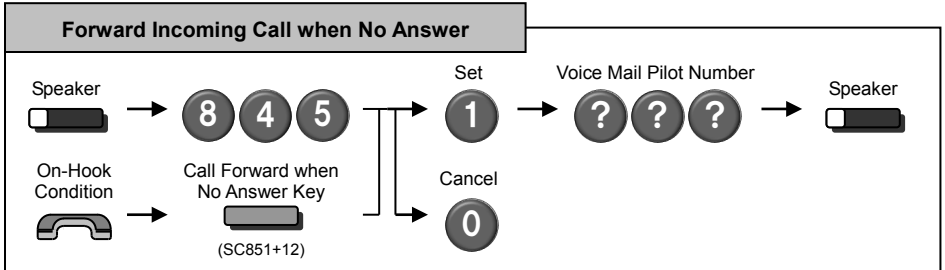 Forward Incoming Call when No Answer
Speaker
8 4 5
Set
1
Voice Mail Pilot Number
? ? ?
Speaker
On-Hook
Condition
Call Forward when
No Answer Key
(SC851+12)
Cancel
0